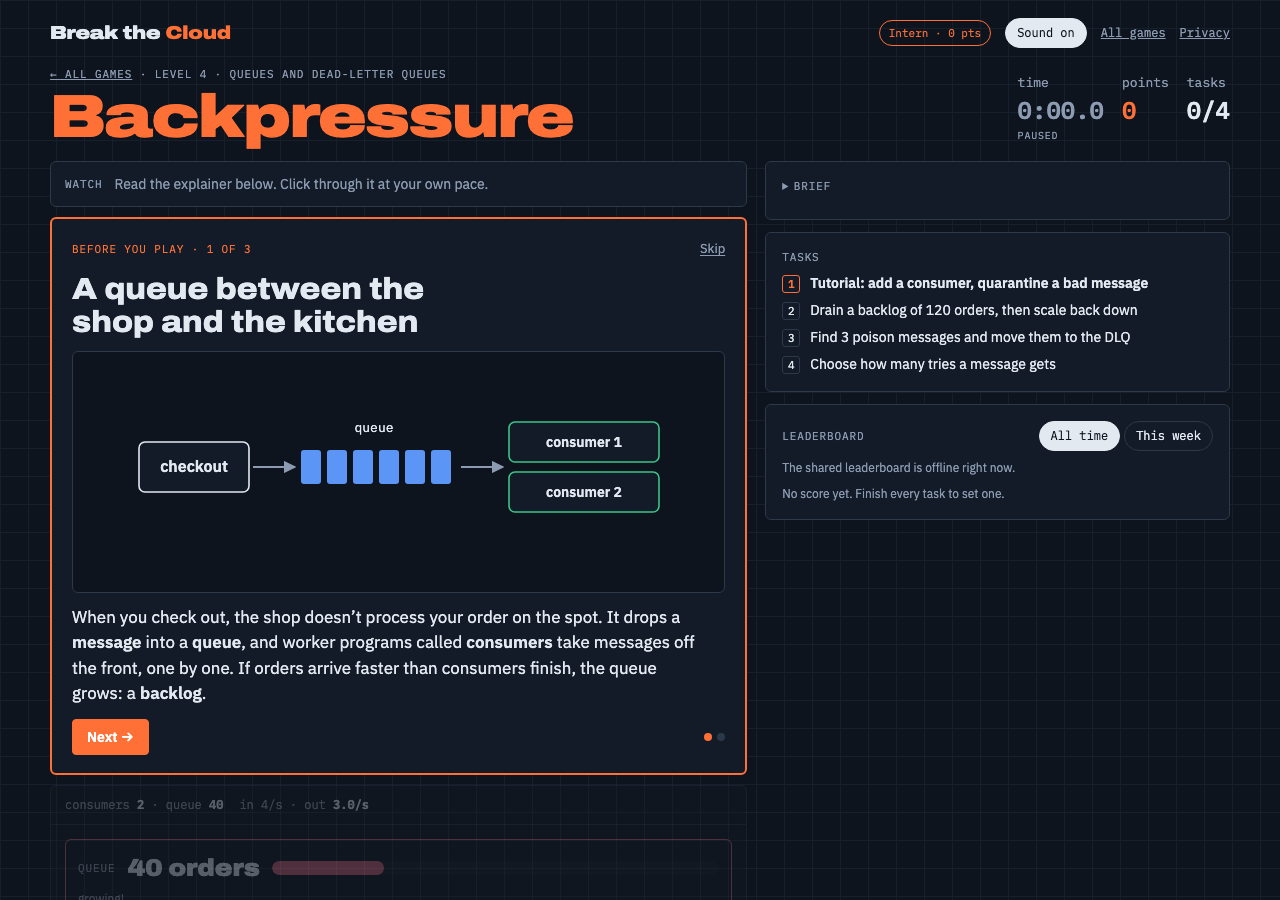 Break the Cloud
Intern · 0 pts
Sound on
All games
Privacy
← ALL GAMES · LEVEL 4 · QUEUES AND DEAD-LETTER QUEUES
Backpressure
time
0:00.0
PAUSED
points
0
tasks
0/4
WATCH Read the explainer below. Click through it at your own pace.
BEFORE YOU PLAY · 1 OF 3
Skip
A queue between the
shop and the kitchen
checkout
queue
consumer 1
consumer 2
When you check out, the shop doesn’t process your order on the spot. It drops a
message into a queue, and worker programs called consumers take messages off
the front, one by one. If orders arrive faster than consumers finish, the queue
grows: a backlog.
Next →
consumers 2 · queue 40 in 4/s · out 3.0/s
QUEUE 40 orders
growing!
▶ BRIEF
TASKS
1 Tutorial: add a consumer, quarantine a bad message
2 Drain a backlog of 120 orders, then scale back down
3 Find 3 poison messages and move them to the DLQ
4 Choose how many tries a message gets
LEADERBOARD
All time
This week
The shared leaderboard is offline right now.
No score yet. Finish every task to set one.